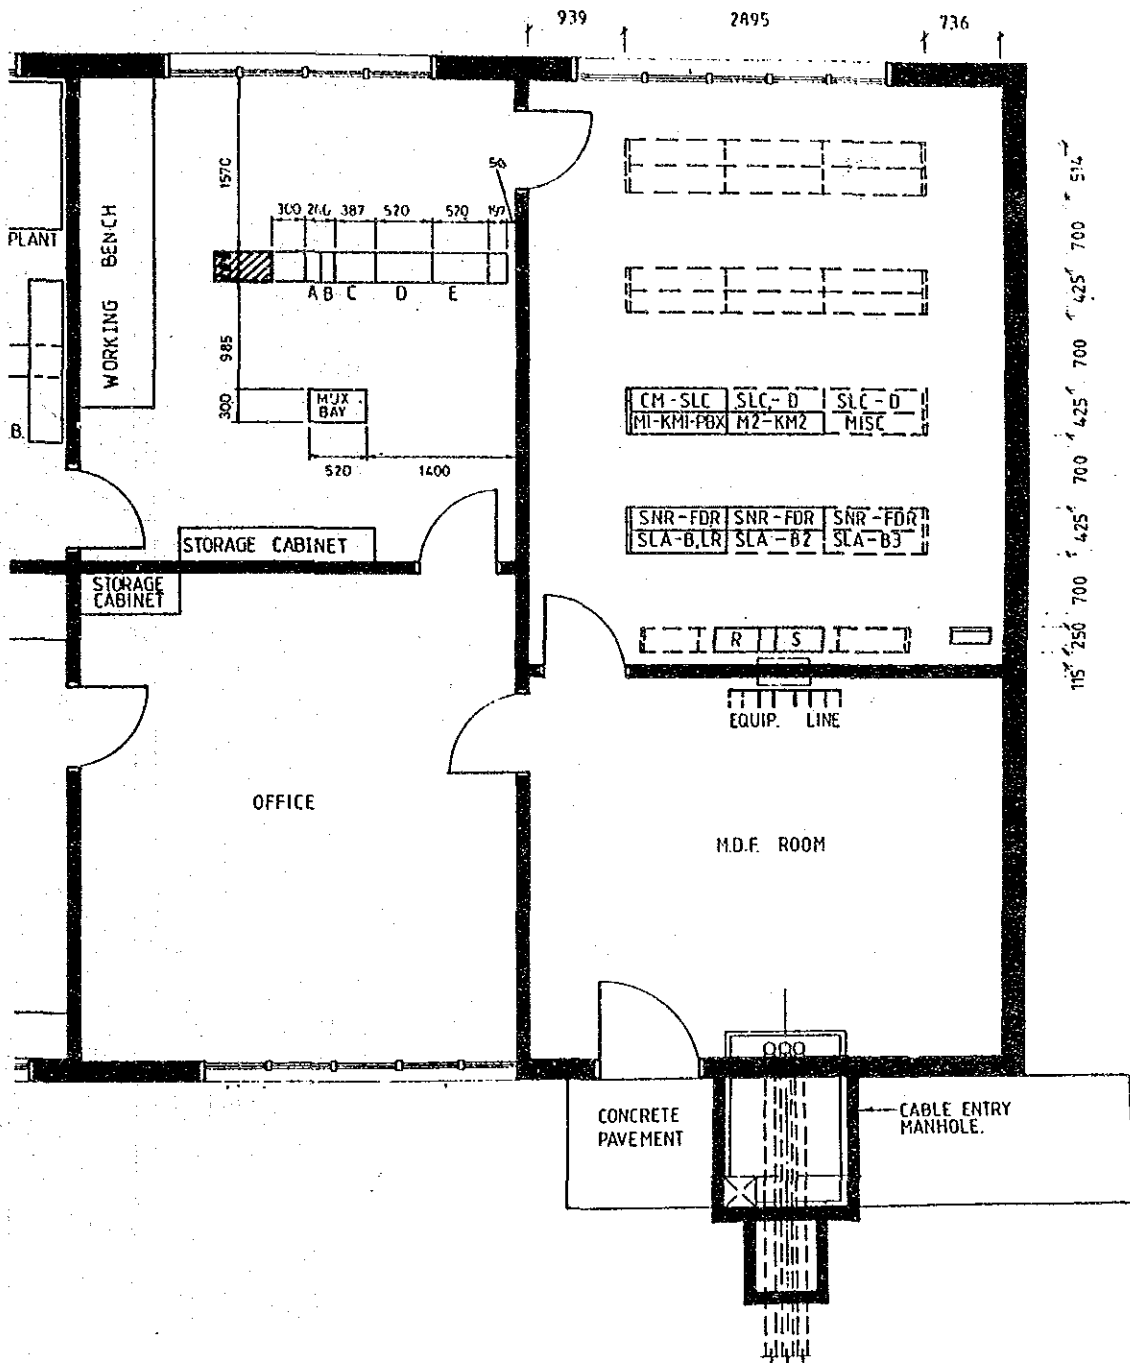 939 2895 736
1570
56
300 260 387 520 520 197
A B C D E
PLANT
WORKING BENCH
985
300
MUX
BAY
520 1400
B.
STORAGE CABINET
STORAGE
CABINET
514
700
425
700
425
700
425
700
250
115
CM-SLC SLC-D SLC-D
M1-KM1-PBX M2-KM2 MISC
SNR-FDR SNR-FDR SNR-FDR
SLA-B,LR SLA-B2 SLA-B3
R S
EQUIP. LINE
OFFICE
M.D.F. ROOM
CONCRETE
PAVEMENT
CABLE ENTRY
MANHOLE.